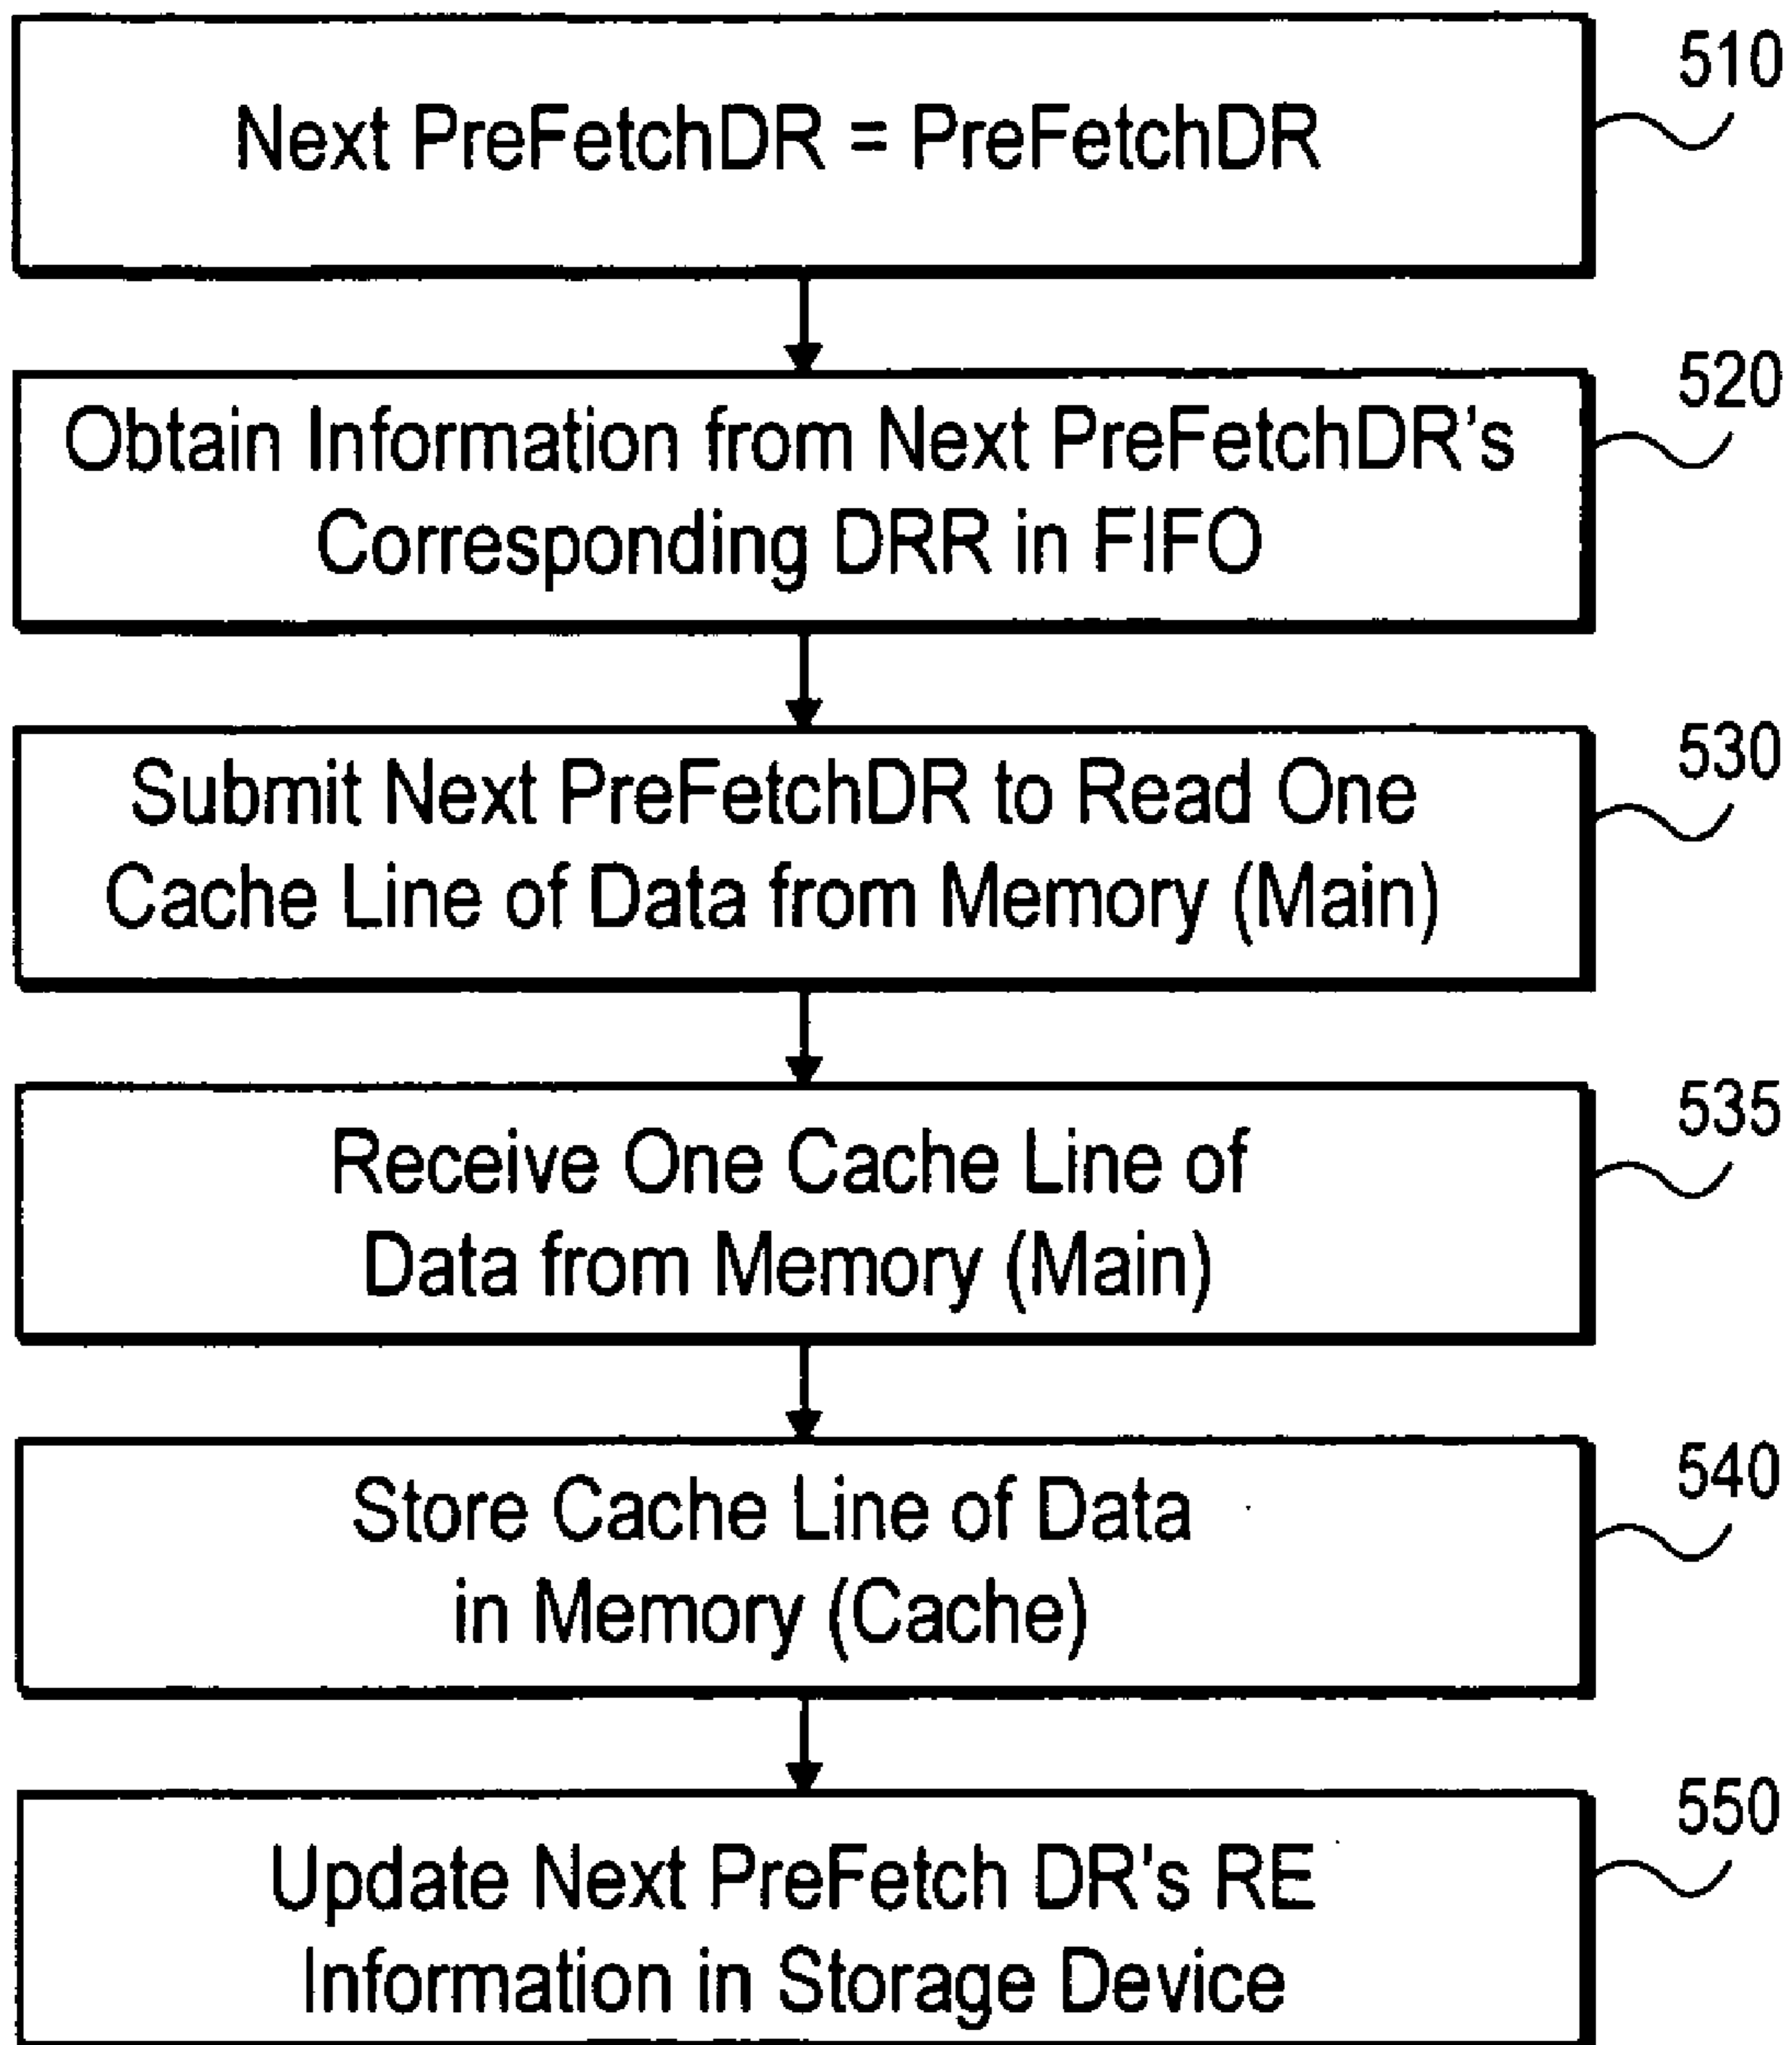 510
Next PreFetchDR = PreFetchDR
520
Obtain Information from Next PreFetchDR's
Corresponding DRR in FIFO
530
Submit Next PreFetchDR to Read One
Cache Line of Data from Memory (Main)
535
Receive One Cache Line of
Data from Memory (Main)
540
Store Cache Line of Data
in Memory (Cache)
550
Update Next PreFetch DR's RE
Information in Storage Device